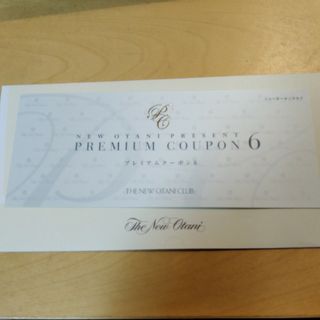 PC
NEW OTANI PRESENT
PREMIUM COUPON 6
プレミアムクーポン6
THE NEW OTANI CLUB
The New Otani